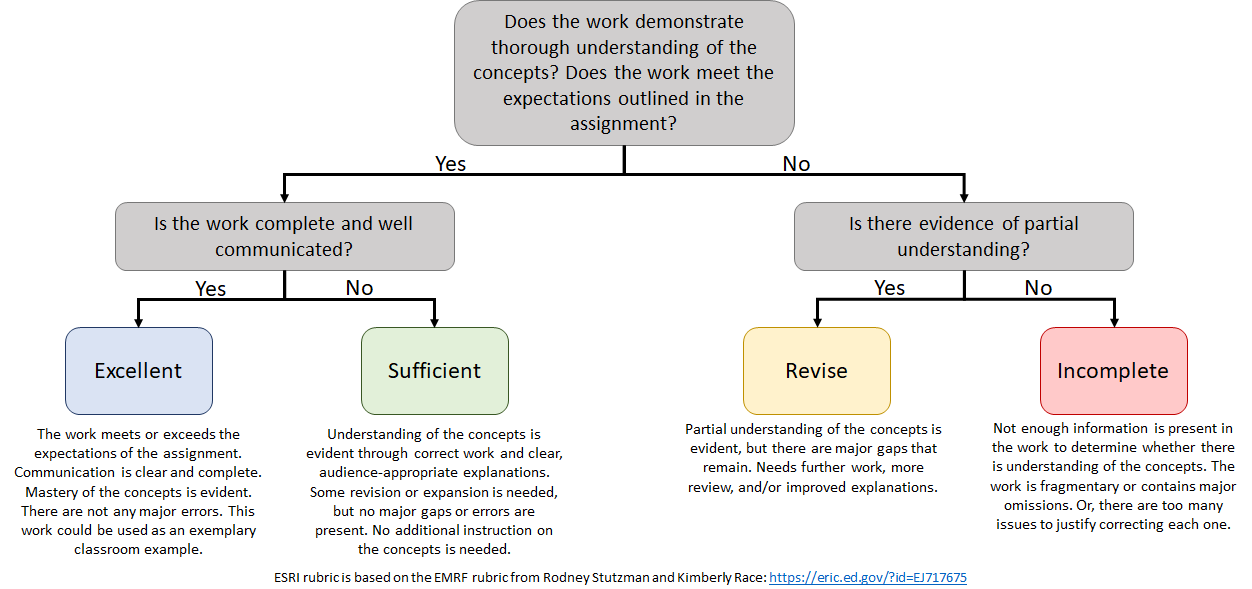 Does the work demonstrate
thorough understanding of the
concepts? Does the work meet the
expectations outlined in the
assignment?
Yes
No
Is the work complete and well
communicated?
Is there evidence of partial
understanding?
Yes
No
Yes
No
Excellent
Sufficient
Revise
Incomplete
The work meets or exceeds the
expectations of the assignment.
Communication is clear and complete.
Mastery of the concepts is evident.
There are not any major errors. This
work could be used as an exemplary
classroom example.
Understanding of the concepts is
evident through correct work and clear,
audience-appropriate explanations.
Some revision or expansion is needed,
but no major gaps or errors are
present. No additional instruction on
the concepts is needed.
Partial understanding of the concepts is
evident, but there are major gaps that
remain. Needs further work, more
review, and/or improved explanations.
Not enough information is present in
the work to determine whether there
is understanding of the concepts. The
work is fragmentary or contains major
omissions. Or, there are too many
issues to justify correcting each one.
ESRI rubric is based on the EMRF rubric from Rodney Stutzman and Kimberly Race: https://eric.ed.gov/?id=EJ717675